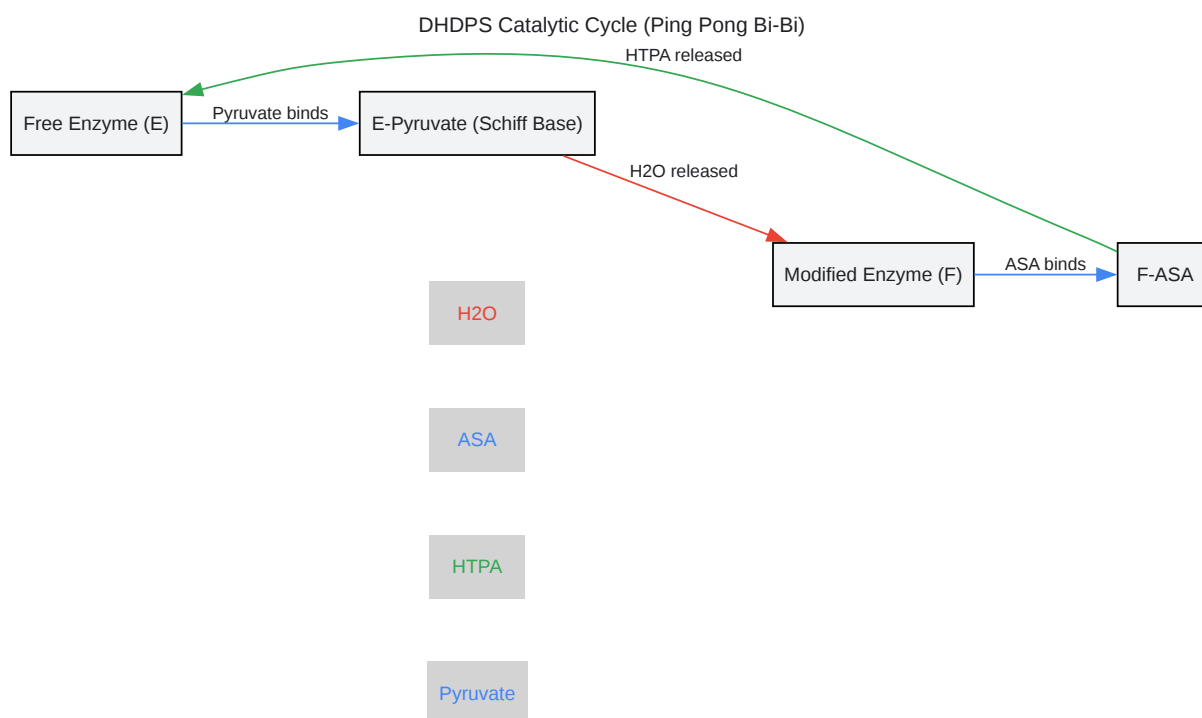 DHDPS Catalytic Cycle (Ping Pong Bi-Bi)
HTPA released
Free Enzyme (E)
Pyruvate binds
E-Pyruvate (Schiff Base)
H2O released
Modified Enzyme (F)
ASA binds
F-ASA
H2O
ASA
HTPA
Pyruvate